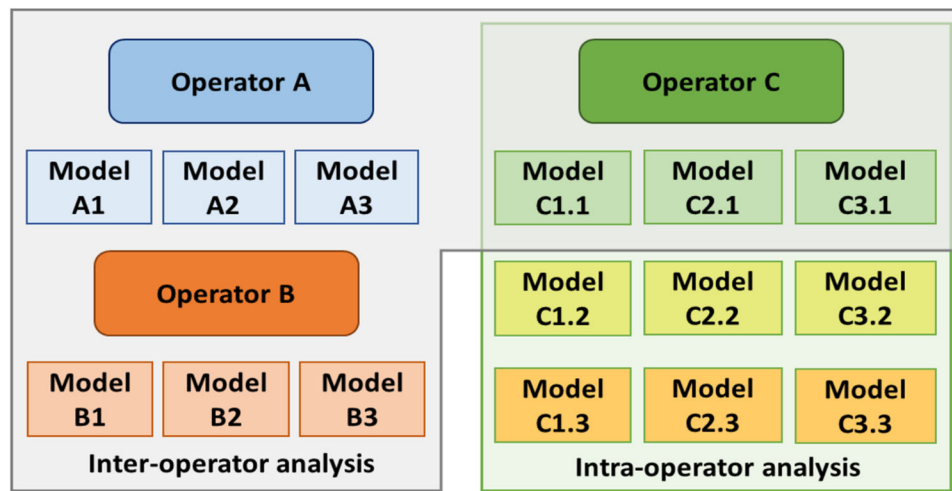 Operator A
Operator C
Model
A1
Model
A2
Model
A3
Model
C1.1
Model
C2.1
Model
C3.1
Operator B
Model
C1.2
Model
C2.2
Model
C3.2
Model
B1
Model
B2
Model
B3
Model
C1.3
Model
C2.3
Model
C3.3
Inter-operator analysis
Intra-operator analysis